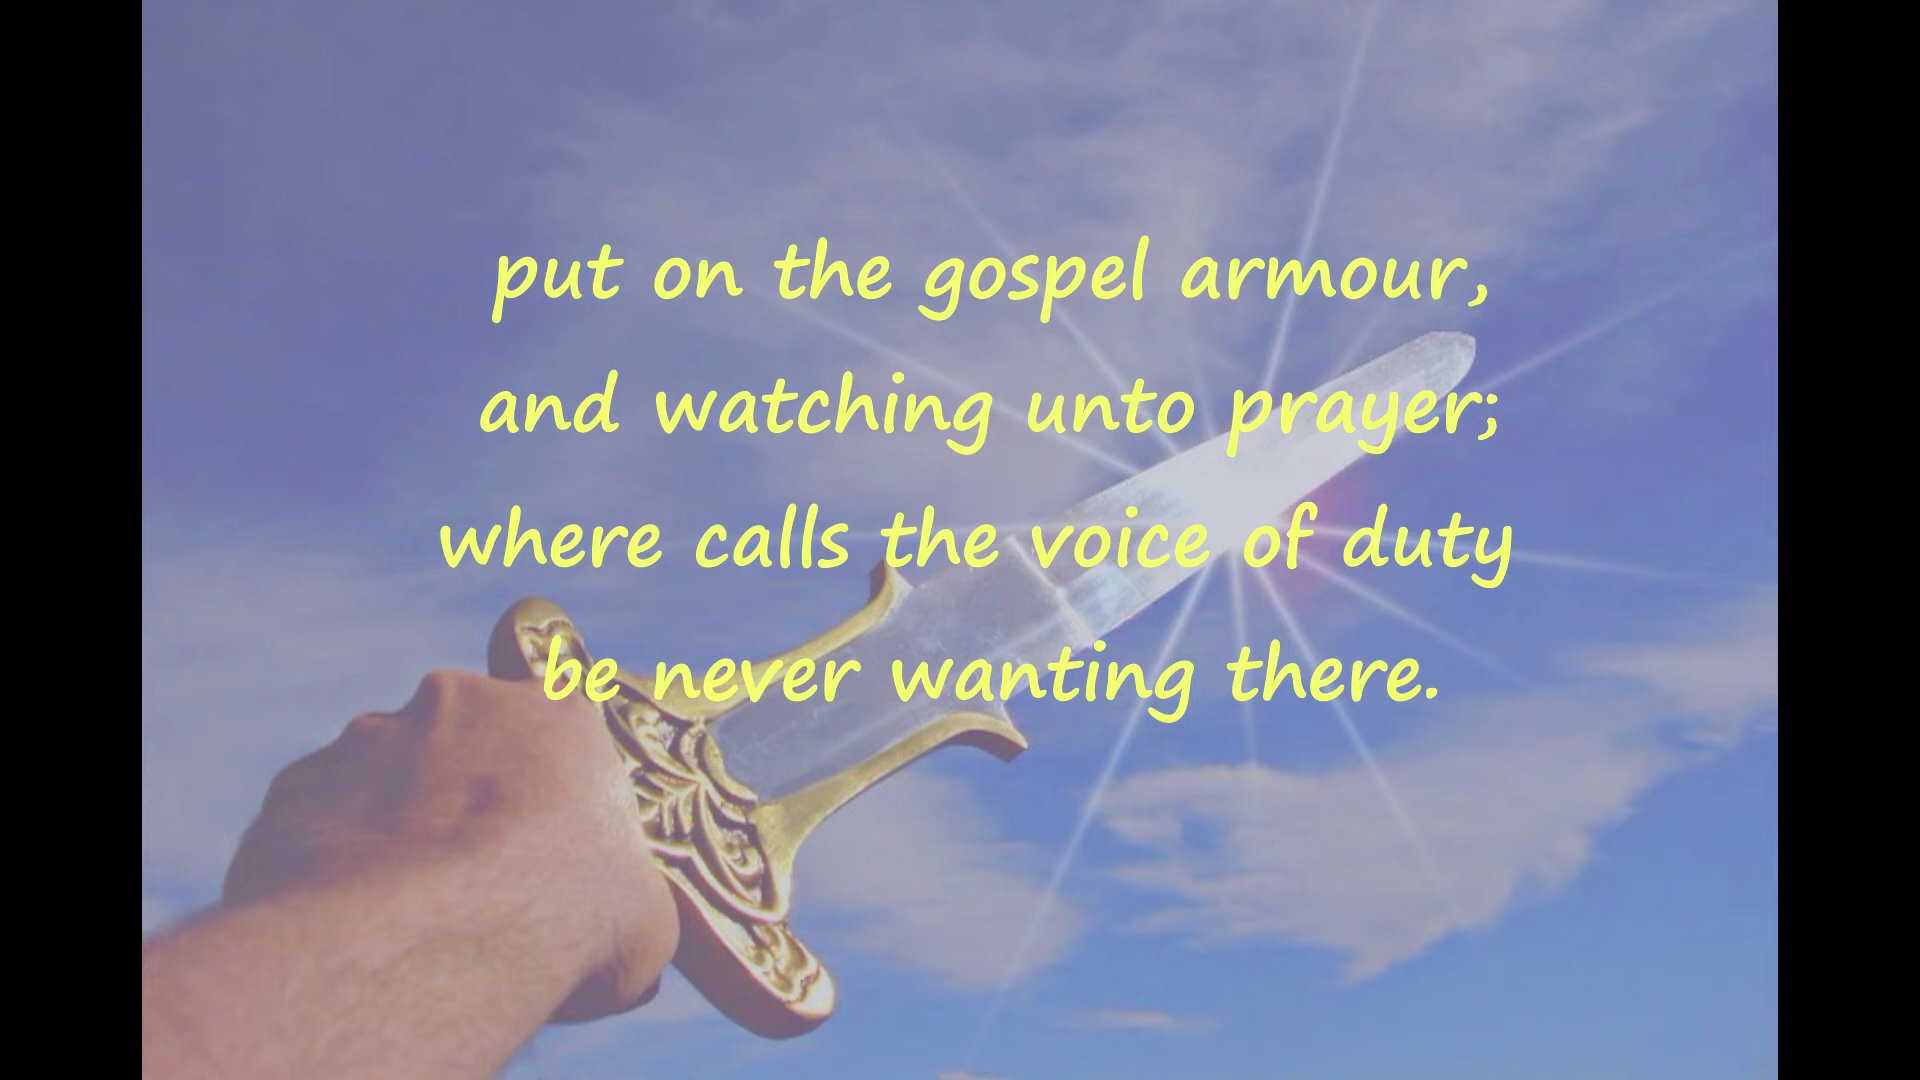 put on the gospel armour,
and watching unto prayer;
where calls the voice of duty
be never wanting there.